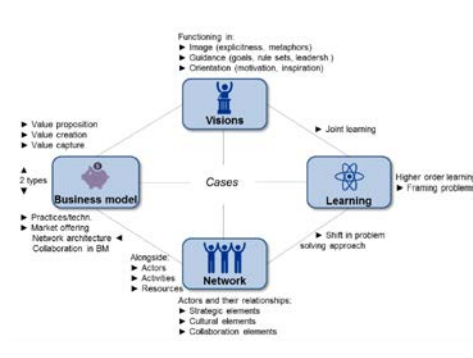 Functioning in:
► Image (explicitness, metaphors)
► Guidance (goals, rule sets, leadersh.)
► Orientation (motivation, inspiration)
Visions
► Value proposition
► Value creation
► Value capture
► Joint learning
▲
2 types
▼
Business model
Cases
Learning
Higher order learning
► Framing problems
► Practices/techn.
► Market offering
Network architecture ◄
Collaboration in BM
► Shift in problem
solving approach
Alongside:
► Actors
► Activities
► Resources
Network
Actors and their relationships:
► Strategic elements
► Cultural elements
► Collaboration elements